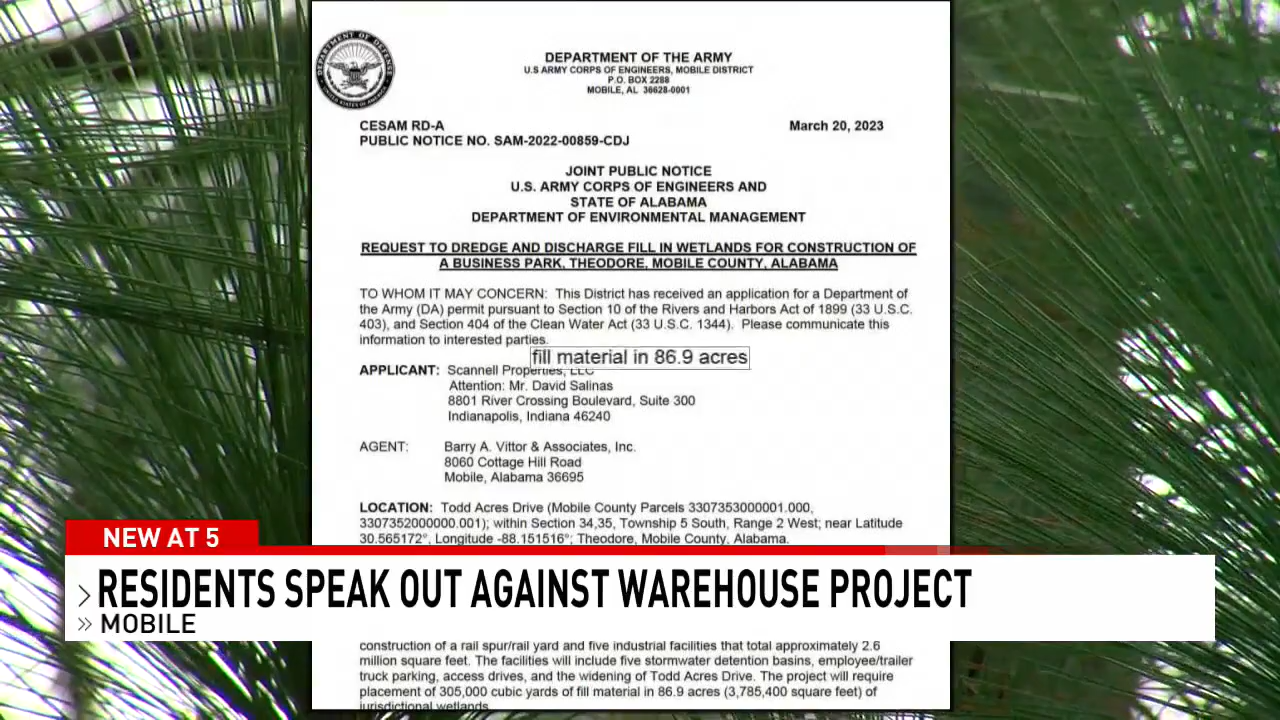 DEPARTMENT OF THE ARMY
U.S ARMY CORPS OF ENGINEERS, MOBILE DISTRICT
P.O. BOX 2288
MOBILE, AL 36628-0001
CESAM RD-A
March 20, 2023
PUBLIC NOTICE NO. SAM-2022-00859-CDJ
JOINT PUBLIC NOTICE
U.S. ARMY CORPS OF ENGINEERS AND
STATE OF ALABAMA
DEPARTMENT OF ENVIRONMENTAL MANAGEMENT
REQUEST TO DREDGE AND DISCHARGE FILL IN WETLANDS FOR CONSTRUCTION OF
A BUSINESS PARK, THEODORE, MOBILE COUNTY, ALABAMA
TO WHOM IT MAY CONCERN: This District has received an application for a Department of
the Army (DA) permit pursuant to Section 10 of the Rivers and Harbors Act of 1899 (33 U.S.C.
403), and Section 404 of the Clean Water Act (33 U.S.C. 1344). Please communicate this
information to interested parties.
fill material in 86.9 acres
APPLICANT: Scannell Properties, LLC
Attention: Mr. David Salinas
8801 River Crossing Boulevard, Suite 300
Indianapolis, Indiana 46240
AGENT: Barry A. Vittor & Associates, Inc.
8060 Cottage Hill Road
Mobile, Alabama 36695
LOCATION: Todd Acres Drive (Mobile County Parcels 3307353000001.000,
3307352000000.001); within Section 34,35, Township 5 South, Range 2 West; near Latitude
30.565172°, Longitude -88.151516°; Theodore, Mobile County, Alabama.
NEW AT 5
RESIDENTS SPEAK OUT AGAINST WAREHOUSE PROJECT
MOBILE
construction of a rail spur/rail yard and five industrial facilities that total approximately 2.6
million square feet. The facilities will include five stormwater detention basins, employee/trailer
truck parking, access drives, and the widening of Todd Acres Drive. The project will require
placement of 305,000 cubic yards of fill material in 86.9 acres (3,785,400 square feet) of
jurisdictional wetlands.